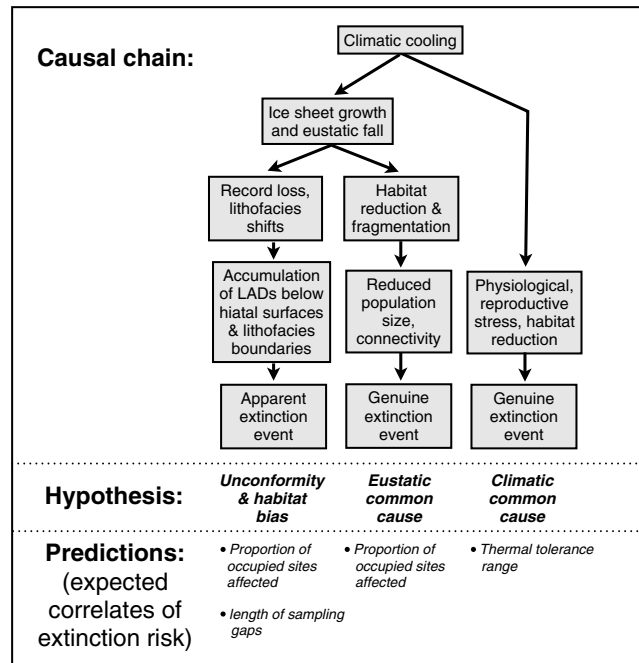 Causal chain:
Climatic cooling
Ice sheet growth
and eustatic fall
Record loss,
lithofacies
shifts
Habitat
reduction &
fragmentation
Accumulation
of LADs below
hiatal surfaces
& lithofacies
boundaries
Reduced
population
size,
connectivity
Physiological,
reproductive
stress, habitat
reduction
Apparent
extinction
event
Genuine
extinction
event
Genuine
extinction
event
Hypothesis:
Unconformity
& habitat
bias
Eustatic
common
cause
Climatic
common
cause
Predictions:
(expected
correlates of
extinction risk)
• Proportion of
occupied sites
affected
• length of sampling
gaps
• Proportion of
occupied sites
affected
• Thermal tolerance
range